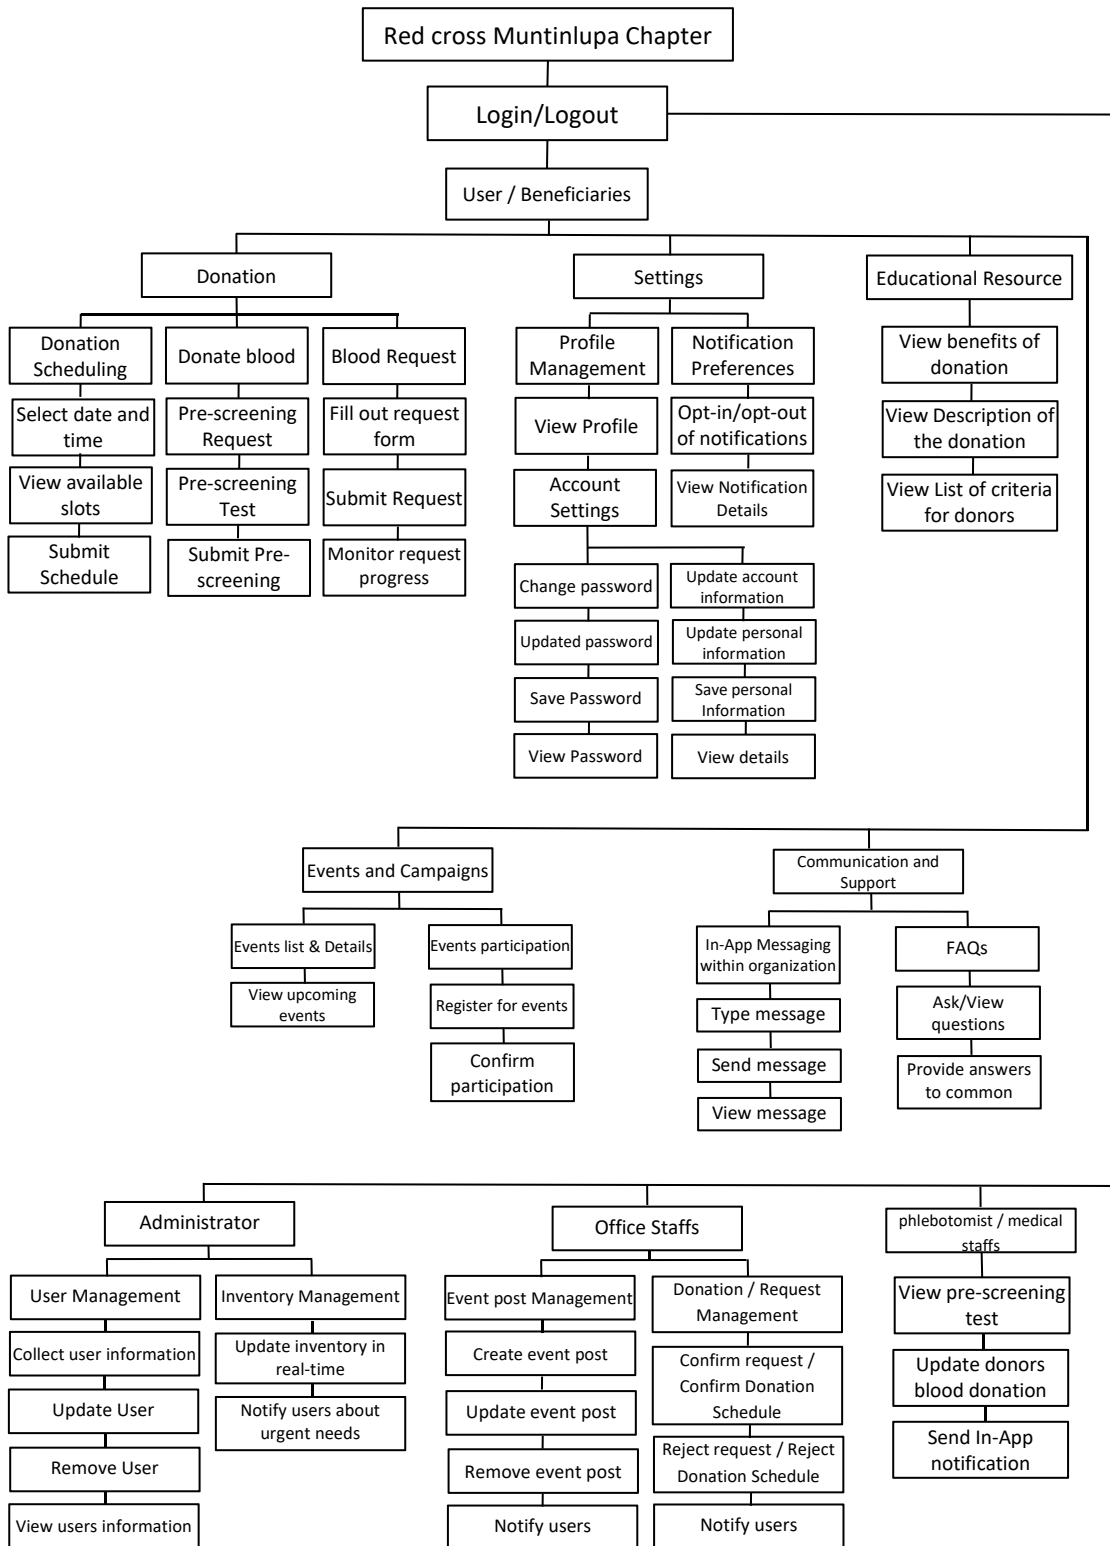 Red cross Muntinlupa Chapter
Login/Logout
User / Beneficiaries
Donation
Settings
Educational Resource
Donation
Scheduling
Donate blood
Blood Request
Profile
Management
Notification
Preferences
View benefits of
donation
Select date and
time
Pre-screening
Request
Fill out request
form
View Profile
Opt-in/opt-out
of notifications
View Description of
the donation
View available
slots
Pre-screening
Test
Submit Request
Account
Settings
View Notification
Details
View List of criteria
for donors
Submit
Schedule
Submit Pre-
screening
Monitor request
progress
Change password
Update account
information
Updated password
Update personal
information
Save Password
Save personal
Information
View Password
View details
Events and Campaigns
Communication and
Support
Events list & Details
Events participation
In-App Messaging
within organization
FAQs
View upcoming
events
Register for events
Type message
Ask/View
questions
Confirm
participation
Send message
Provide answers
to common
View message
Administrator
Office Staffs
phlebotomist / medical
staffs
User Management
Inventory Management
Event post Management
Donation / Request
Management
View pre-screening
test
Collect user information
Update inventory in
real-time
Create event post
Confirm request /
Confirm Donation
Schedule
Update donors
blood donation
Update User
Notify users about
urgent needs
Update event post
Send In-App
notification
Remove User
Remove event post
Reject request / Reject
Donation Schedule
View users information
Notify users
Notify users